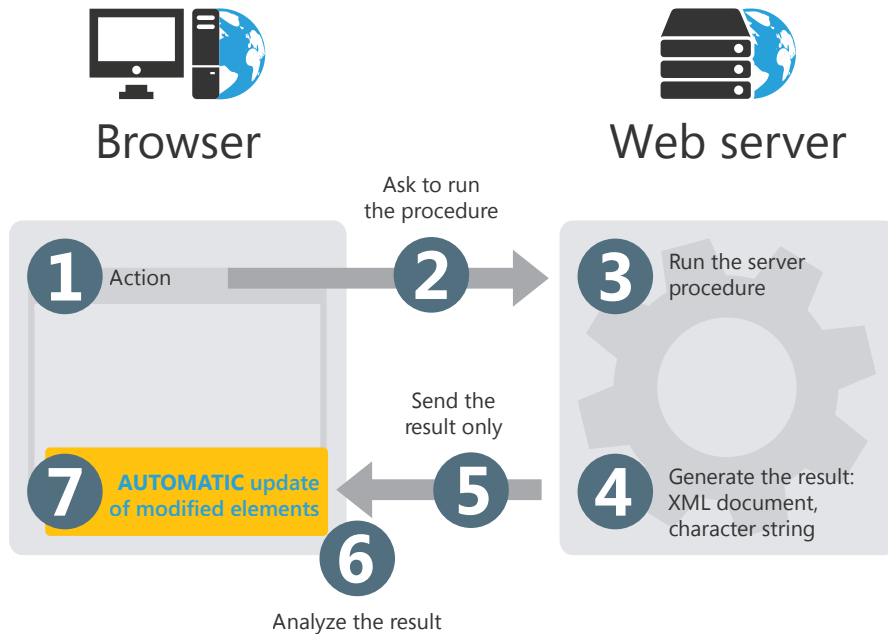 Browser
Web server
Ask to run
the procedure
1
Action
2
3
Run the server
procedure
Send the
result only
7
AUTOMATIC update
of modified elements
5
4
Generate the result:
XML document,
character string
6
Analyze the result